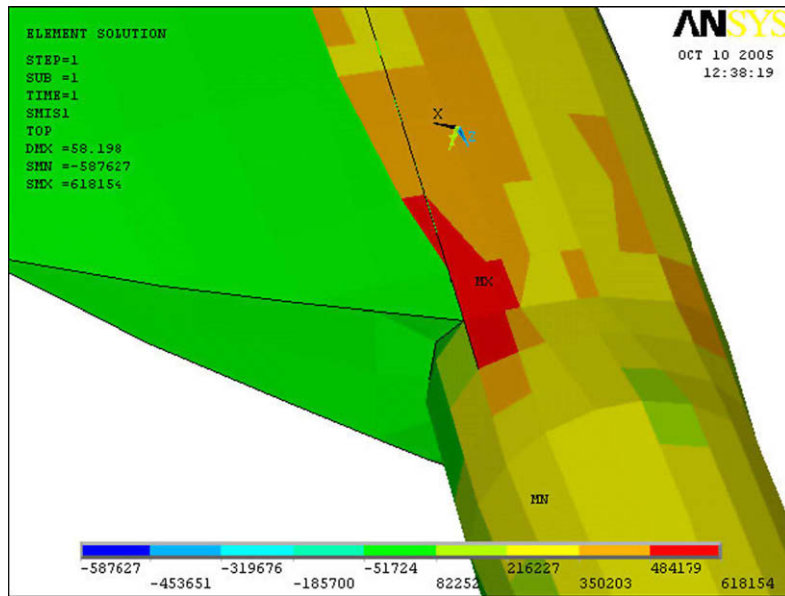 ELEMENT SOLUTION
STEP=1
SUB =1
TIME=1
SMIS1
TOP
DMX=58.198
SMN =-587627
SMX =618154
ANSYS
OCT 10 2005
12:38:19
X
Z
MX
MN
-587627 -319676 -51724 216227 484179
-453651 -185700 82252 350203 618154